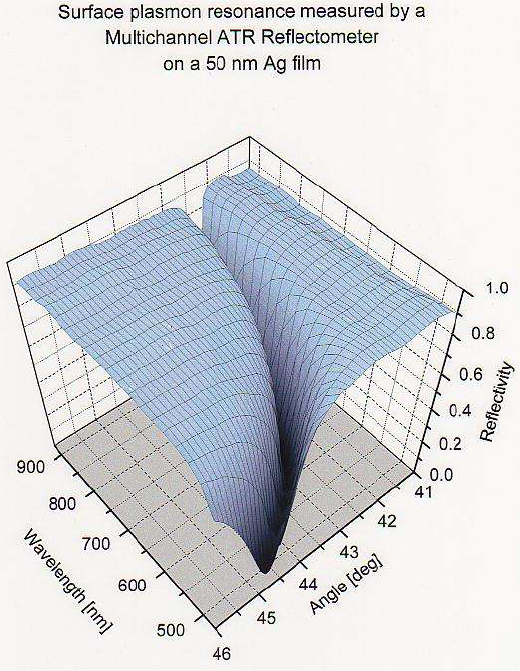 Surface plasmon resonance measured by a
Multichannel ATR Reflectometer
on a 50 nm Ag film
1.0
0.8
0.6
0.4
0.2
0.0
Reflectivity
41
42
43
44
45
46
Angle [deg]
900
800
700
600
500
Wavelength [nm]